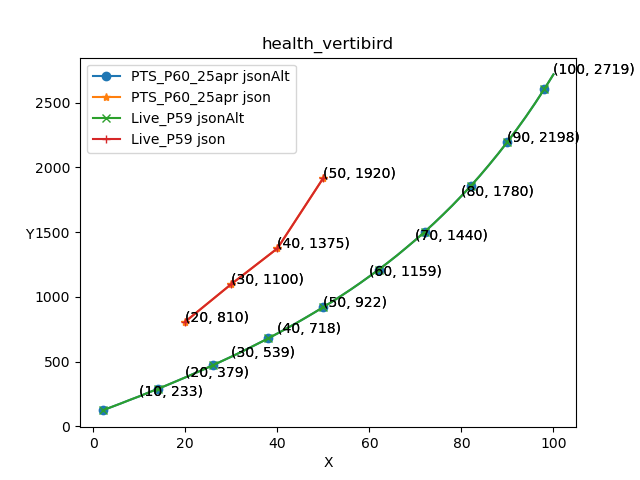 health_vertibird
PTS_P60_25apr jsonAlt
PTS_P60_25apr json
Live_P59 jsonAlt
Live_P59 json
(100, 2719)
(90, 2198)
(80, 1780)
(70, 1440)
(60, 1159)
(50, 922)
(40, 718)
(30, 539)
(20, 379)
(10, 233)
(50, 1920)
(40, 1375)
(30, 1100)
(20, 810)
2500
2000
1500
1000
500
0
Y
0 20 40 60 80 100
X